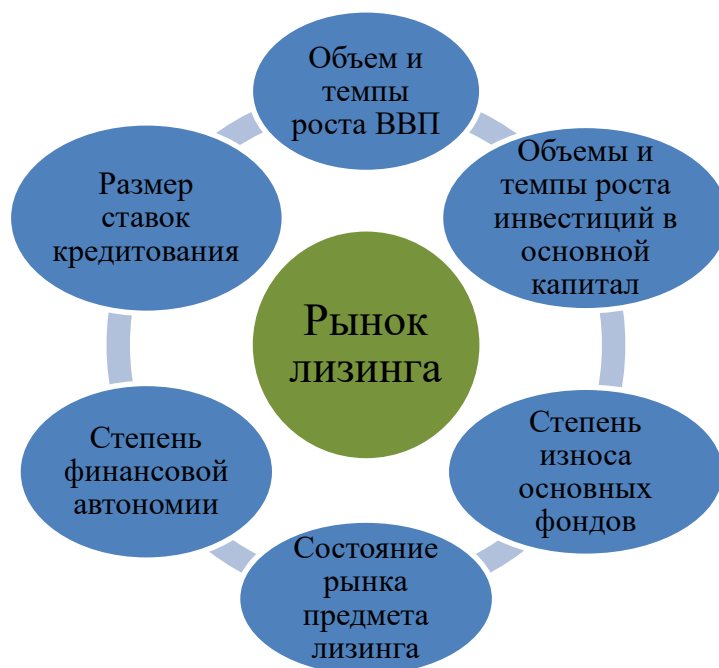 Объем и
темпы
роста ВВП
Объемы и
темпы роста
инвестиций в
основной
капитал
Степень
износа
основных
фондов
Состояние
рынка
предмета
лизинга
Степень
финансовой
автономии
Размер
ставок
кредитования
Рынок
лизинга